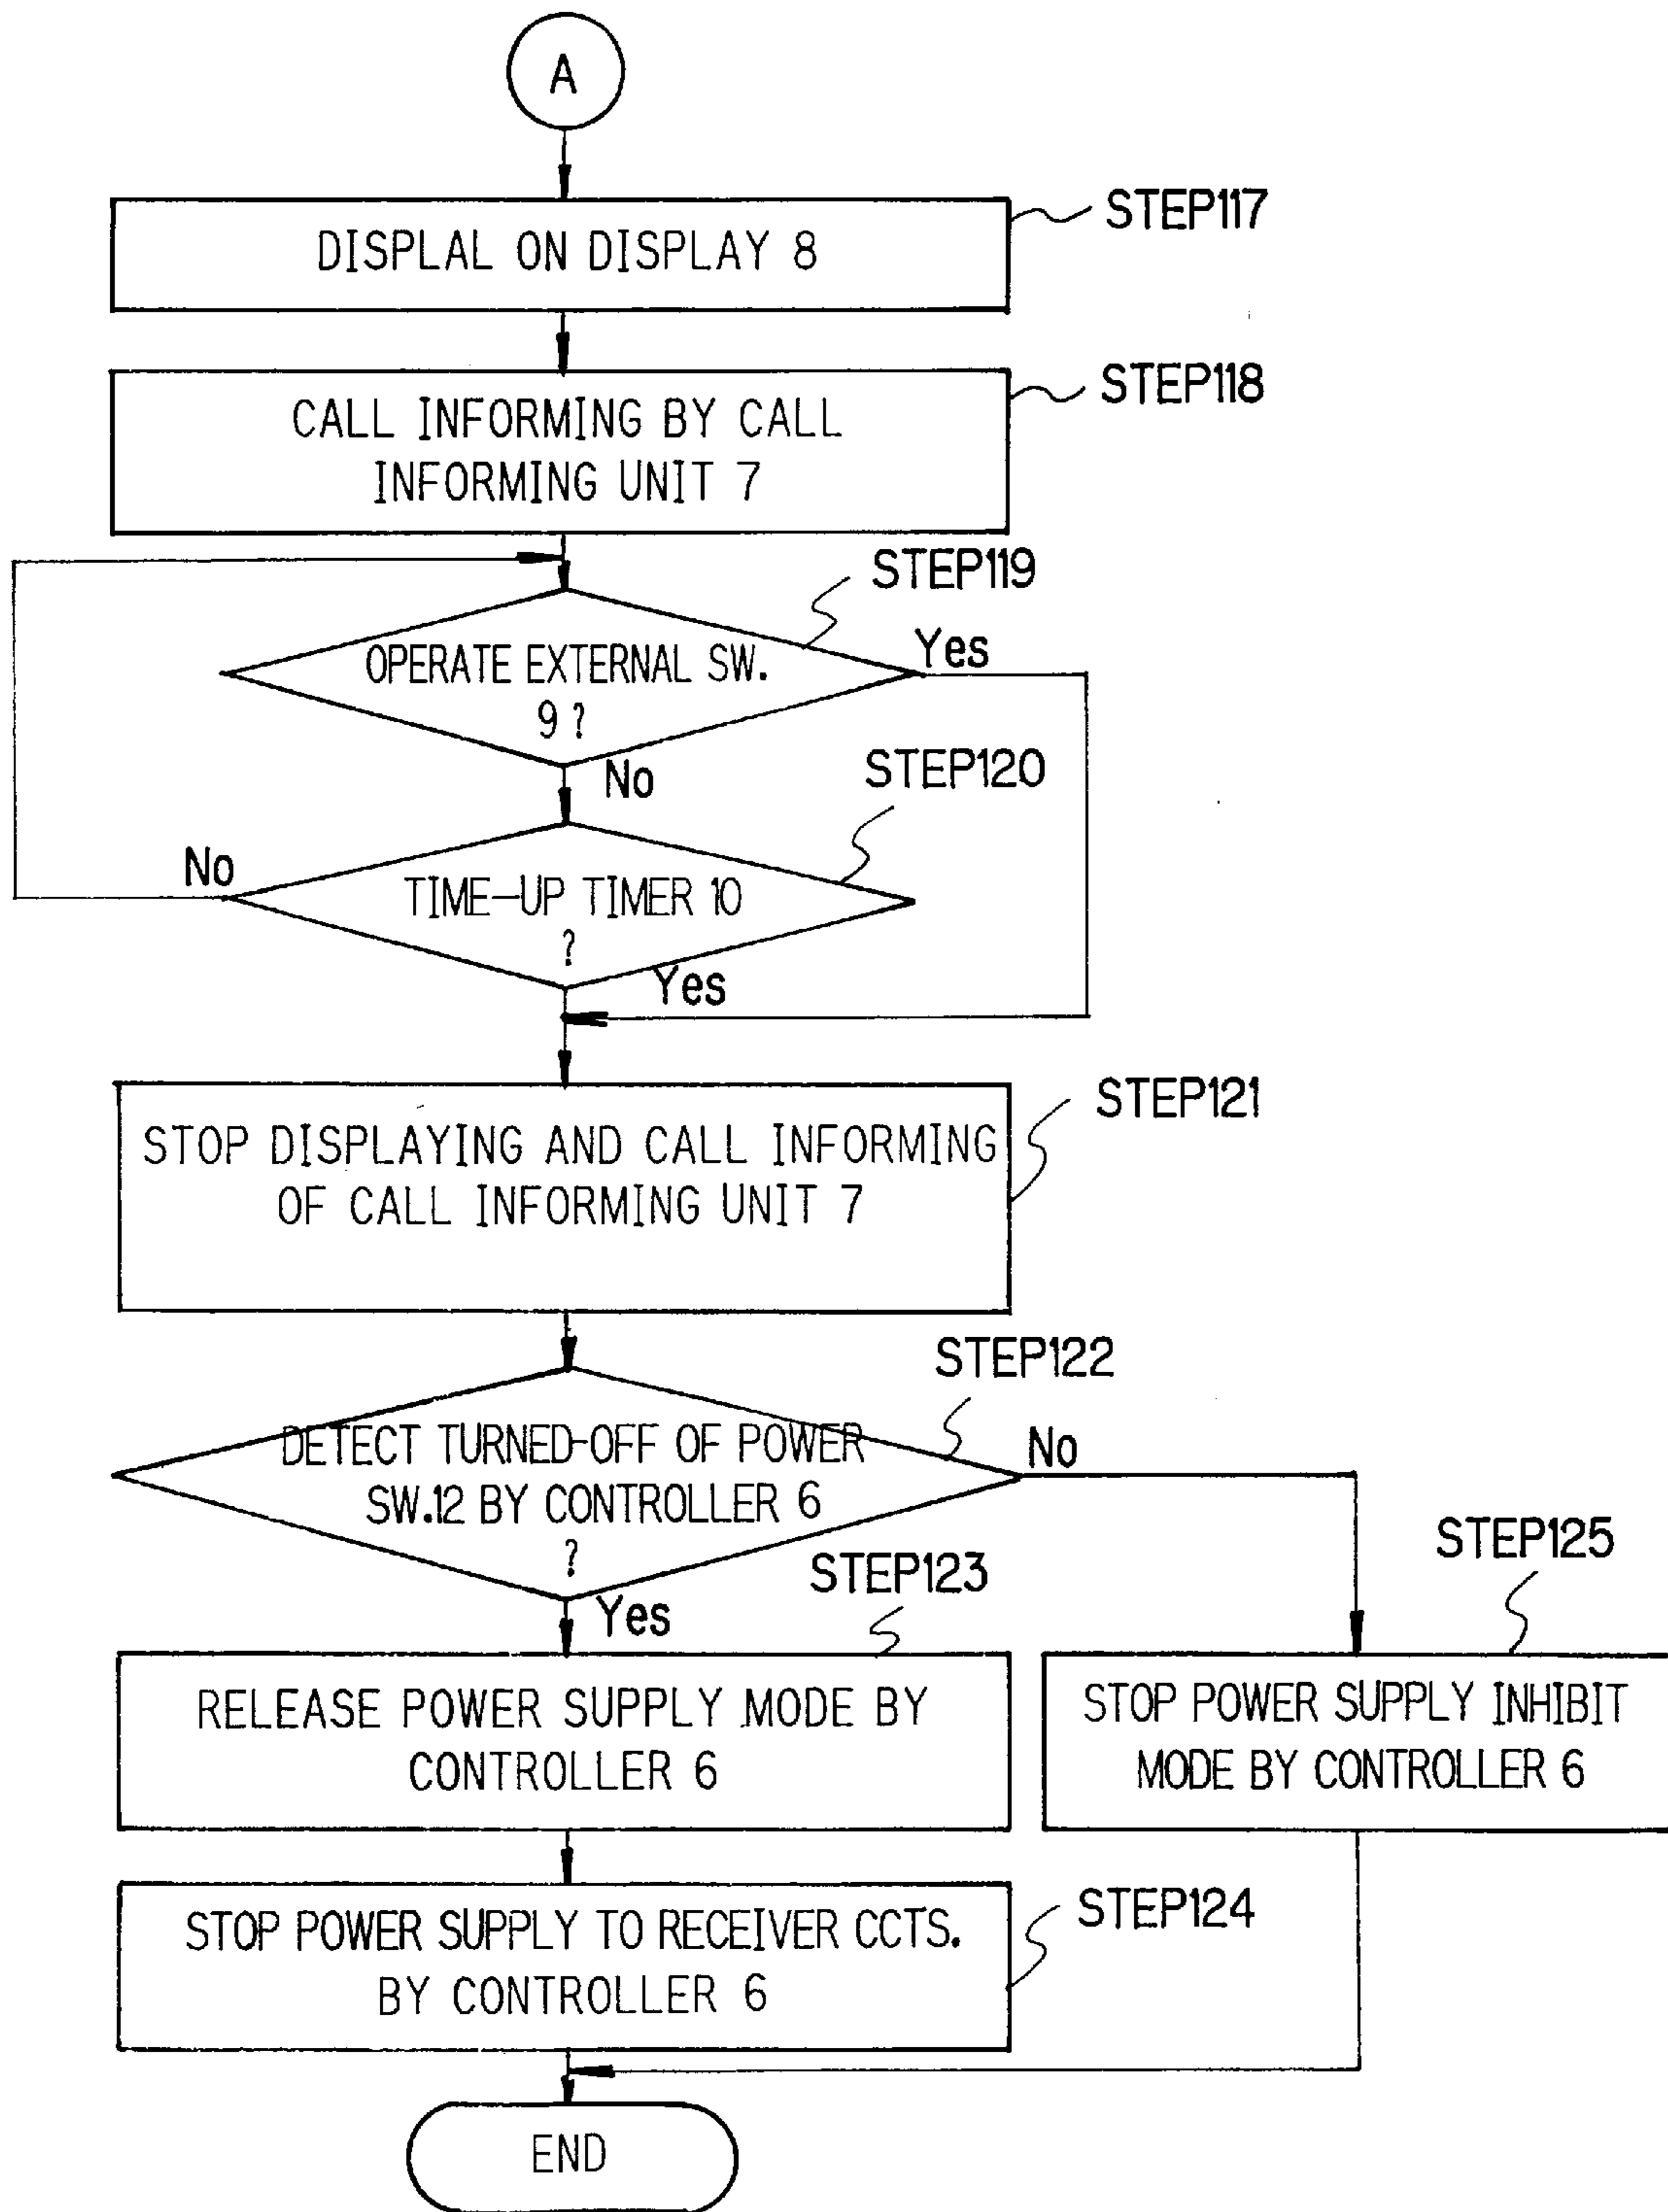 A
DISPLAL ON DISPLAY 8
STEP117
CALL INFORMING BY CALL
INFORMING UNIT 7
STEP118
STEP119
OPERATE EXTERNAL SW.
9 ?
Yes
No
STEP120
TIME-UP TIMER 10
?
No
Yes
STOP DISPLAYING AND CALL INFORMING
OF CALL INFORMING UNIT 7
STEP121
STEP122
DETECT TURNED-OFF OF POWER
SW.12 BY CONTROLLER 6
?
No
Yes
STEP123
RELEASE POWER SUPPLY MODE BY
CONTROLLER 6
STEP125
STOP POWER SUPPLY INHIBIT
MODE BY CONTROLLER 6
STOP POWER SUPPLY TO RECEIVER CCTS.
BY CONTROLLER 6
STEP124
END